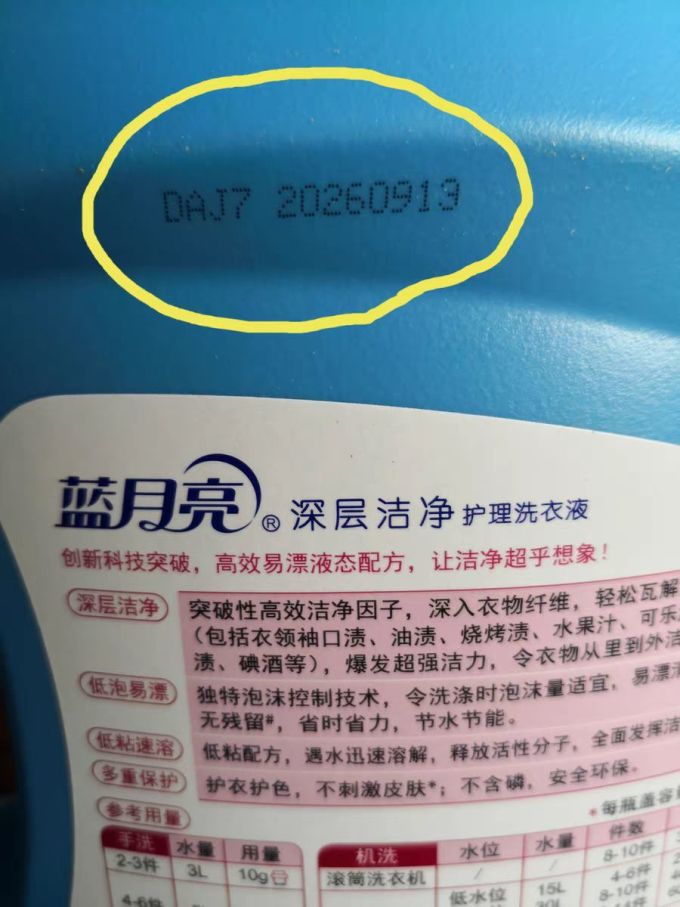 DAJ7 20260919
蓝月亮® 深层洁净 护理洗衣液
创新科技突破，高效易漂液态配方，让洁净超乎想象！
深层洁净 突破性高效洁净因子，深入衣物纤维，轻松瓦解
（包括衣领袖口渍、油渍、烧烤渍、水果汁、可乐
渍、碘酒等），爆发超强洁力，令衣物从里到外洁
低泡易漂 独特泡沫控制技术，令洗涤时泡沫量适宜，易漂
无残留#，省时省力，节水节能。
低粘速溶 低粘配方，遇水迅速溶解，释放活性分子，全面发挥洁
多重保护 护衣护色，不刺激皮肤*；不含磷，安全环保。
参考用量 *每瓶盖容
手洗 水量 用量 机洗 水位 水量 件数
2-3件 3L 10g 滚筒洗衣机 / / 8-10件
4-6件
4-6件 低水位 15L 8-10件
30L